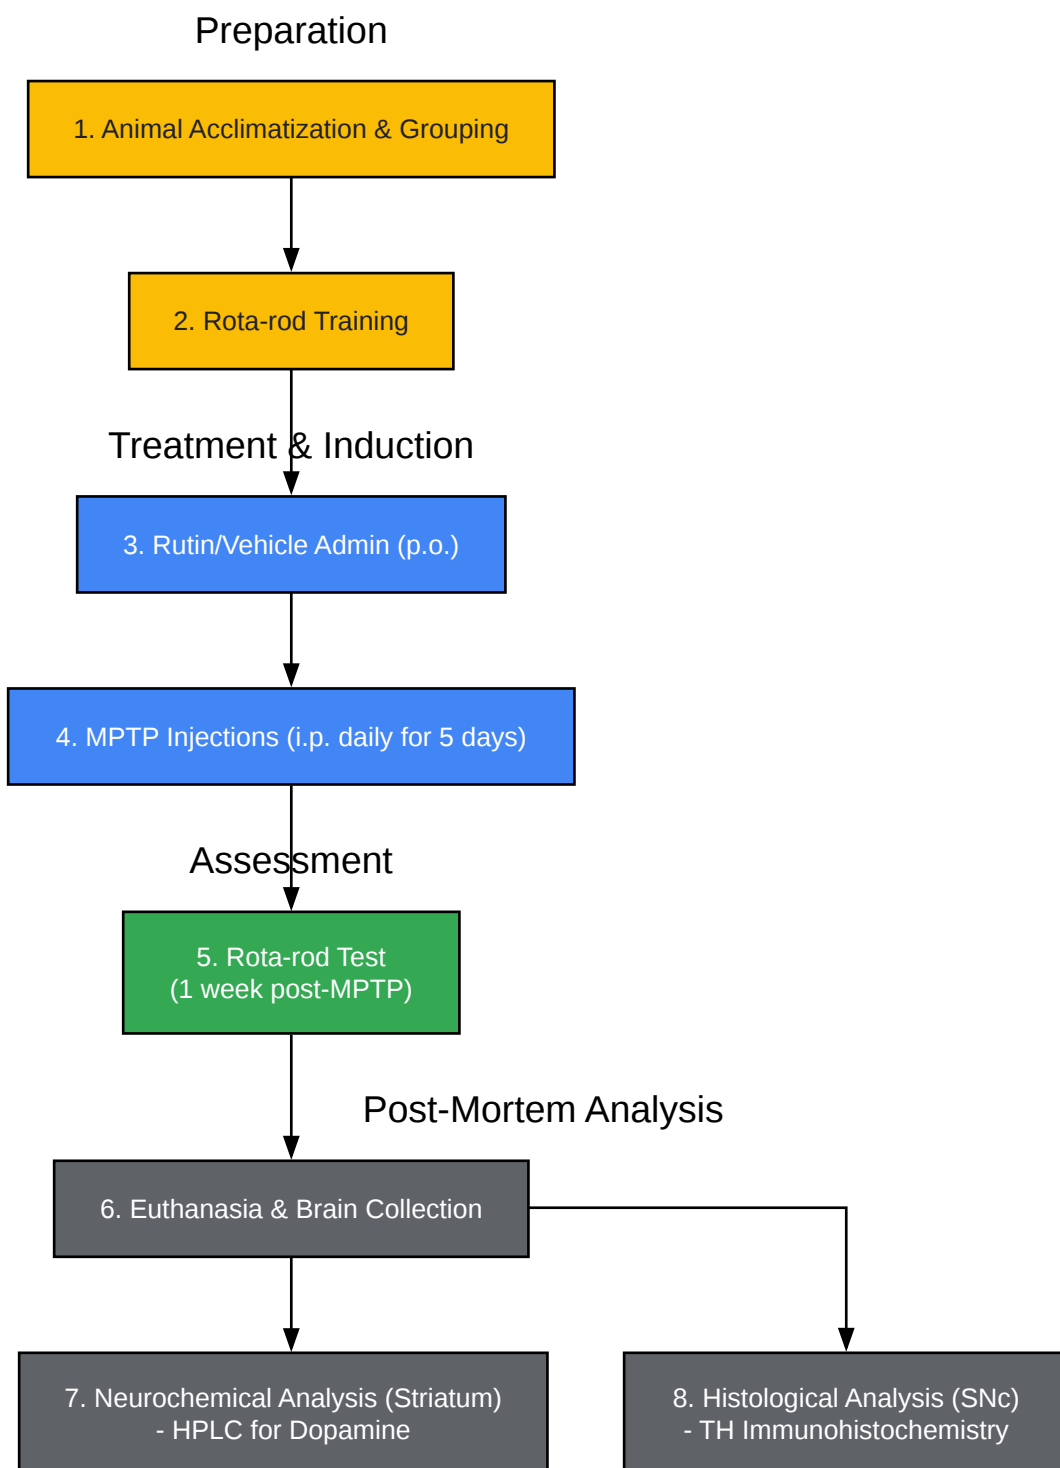 Preparation
1. Animal Acclimatization & Grouping
2. Rota-rod Training
Treatment & Induction
3. Rutin/Vehicle Admin (p.o.)
4. MPTP Injections (i.p. daily for 5 days)
Assessment
5. Rota-rod Test
(1 week post-MPTP)
Post-Mortem Analysis
6. Euthanasia & Brain Collection
7. Neurochemical Analysis (Striatum)
- HPLC for Dopamine
8. Histological Analysis (SNc)
- TH Immunohistochemistry